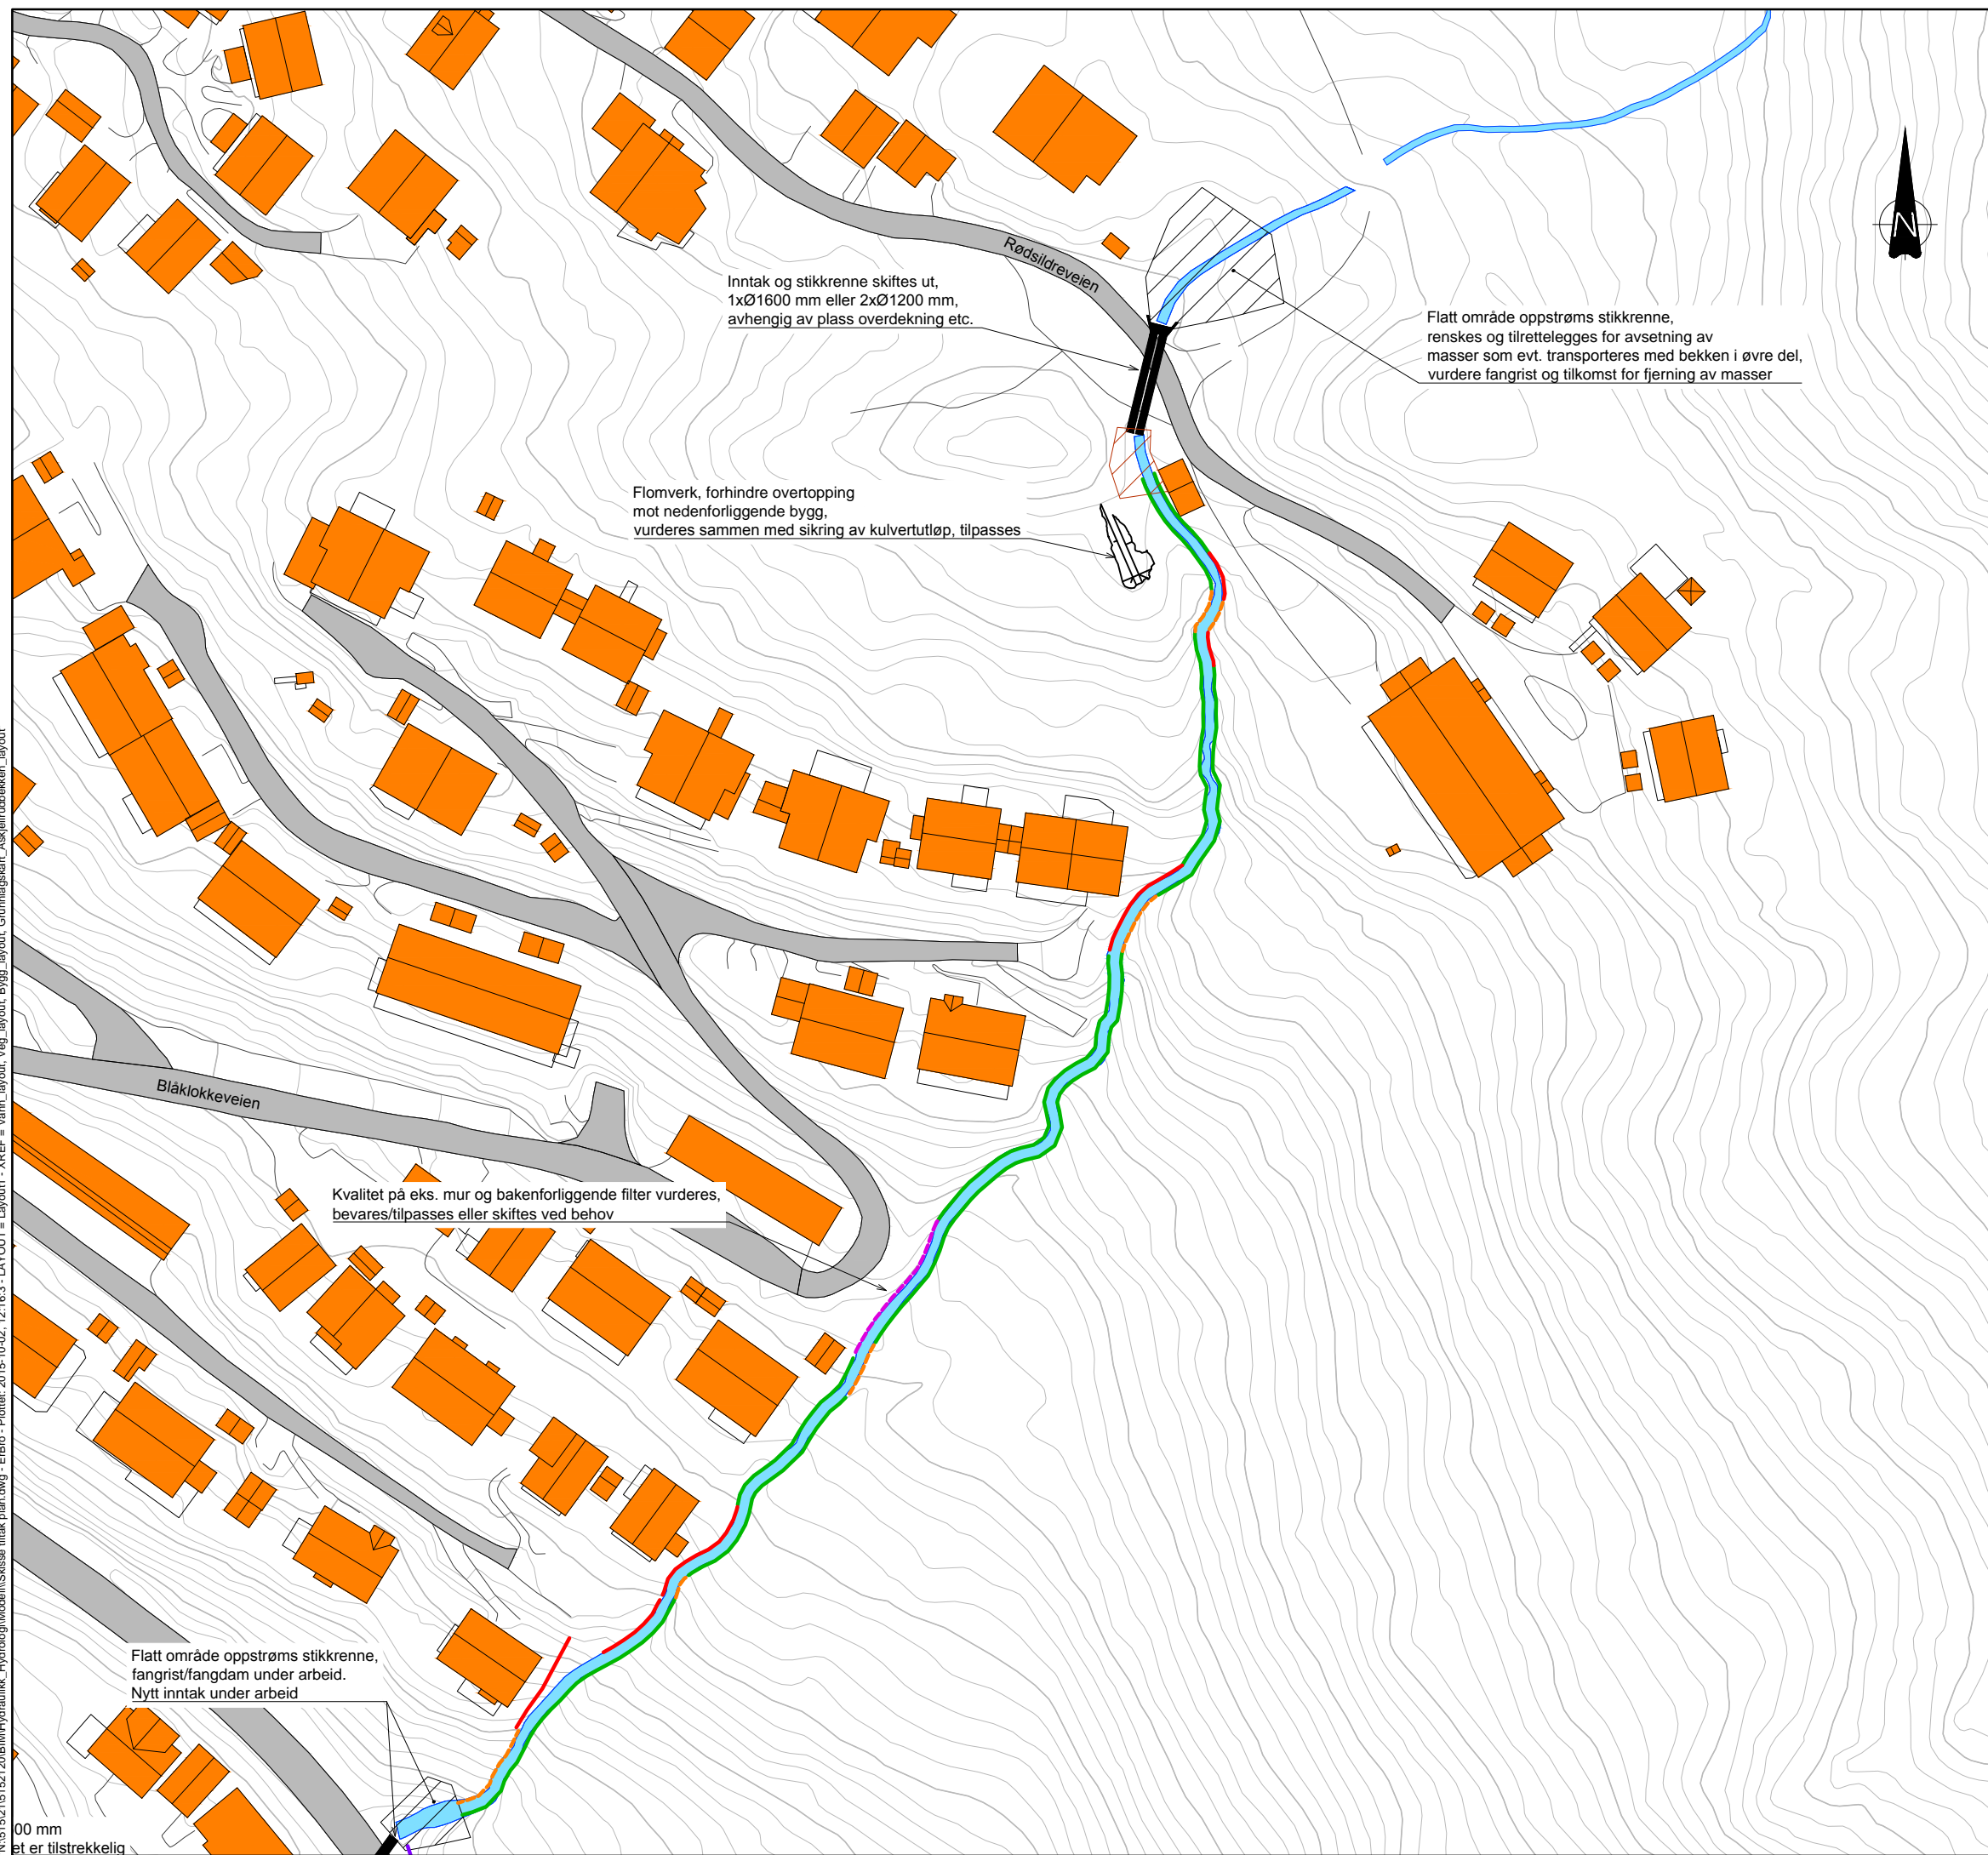 N
Rødsildreveien
Inntak og stikkrenne skiftes ut,
1xØ1600 mm eller 2xØ1200 mm,
avhengig av plass overdekning etc.
Flatt område oppstrøms stikkrenne,
renskes og tilrettelegges for avsetning av
masser som evt. transporteres med bekken i øvre del,
vurdere fangrist og tilkomst for fjerning av masser
Flomverk, forhindre overtopping
mot nedenforliggende bygg,
vurderes sammen med sikring av kulvertutløp, tilpasses
Blåklokkeveien
Kvalitet på eks. mur og bakenforliggende filter vurderes,
bevares/tilpasses eller skiftes ved behov
Flatt område oppstrøms stikkrenne,
fangrist/fangdam under arbeid.
Nytt inntak under arbeid
00 mm
et er tilstrekkelig